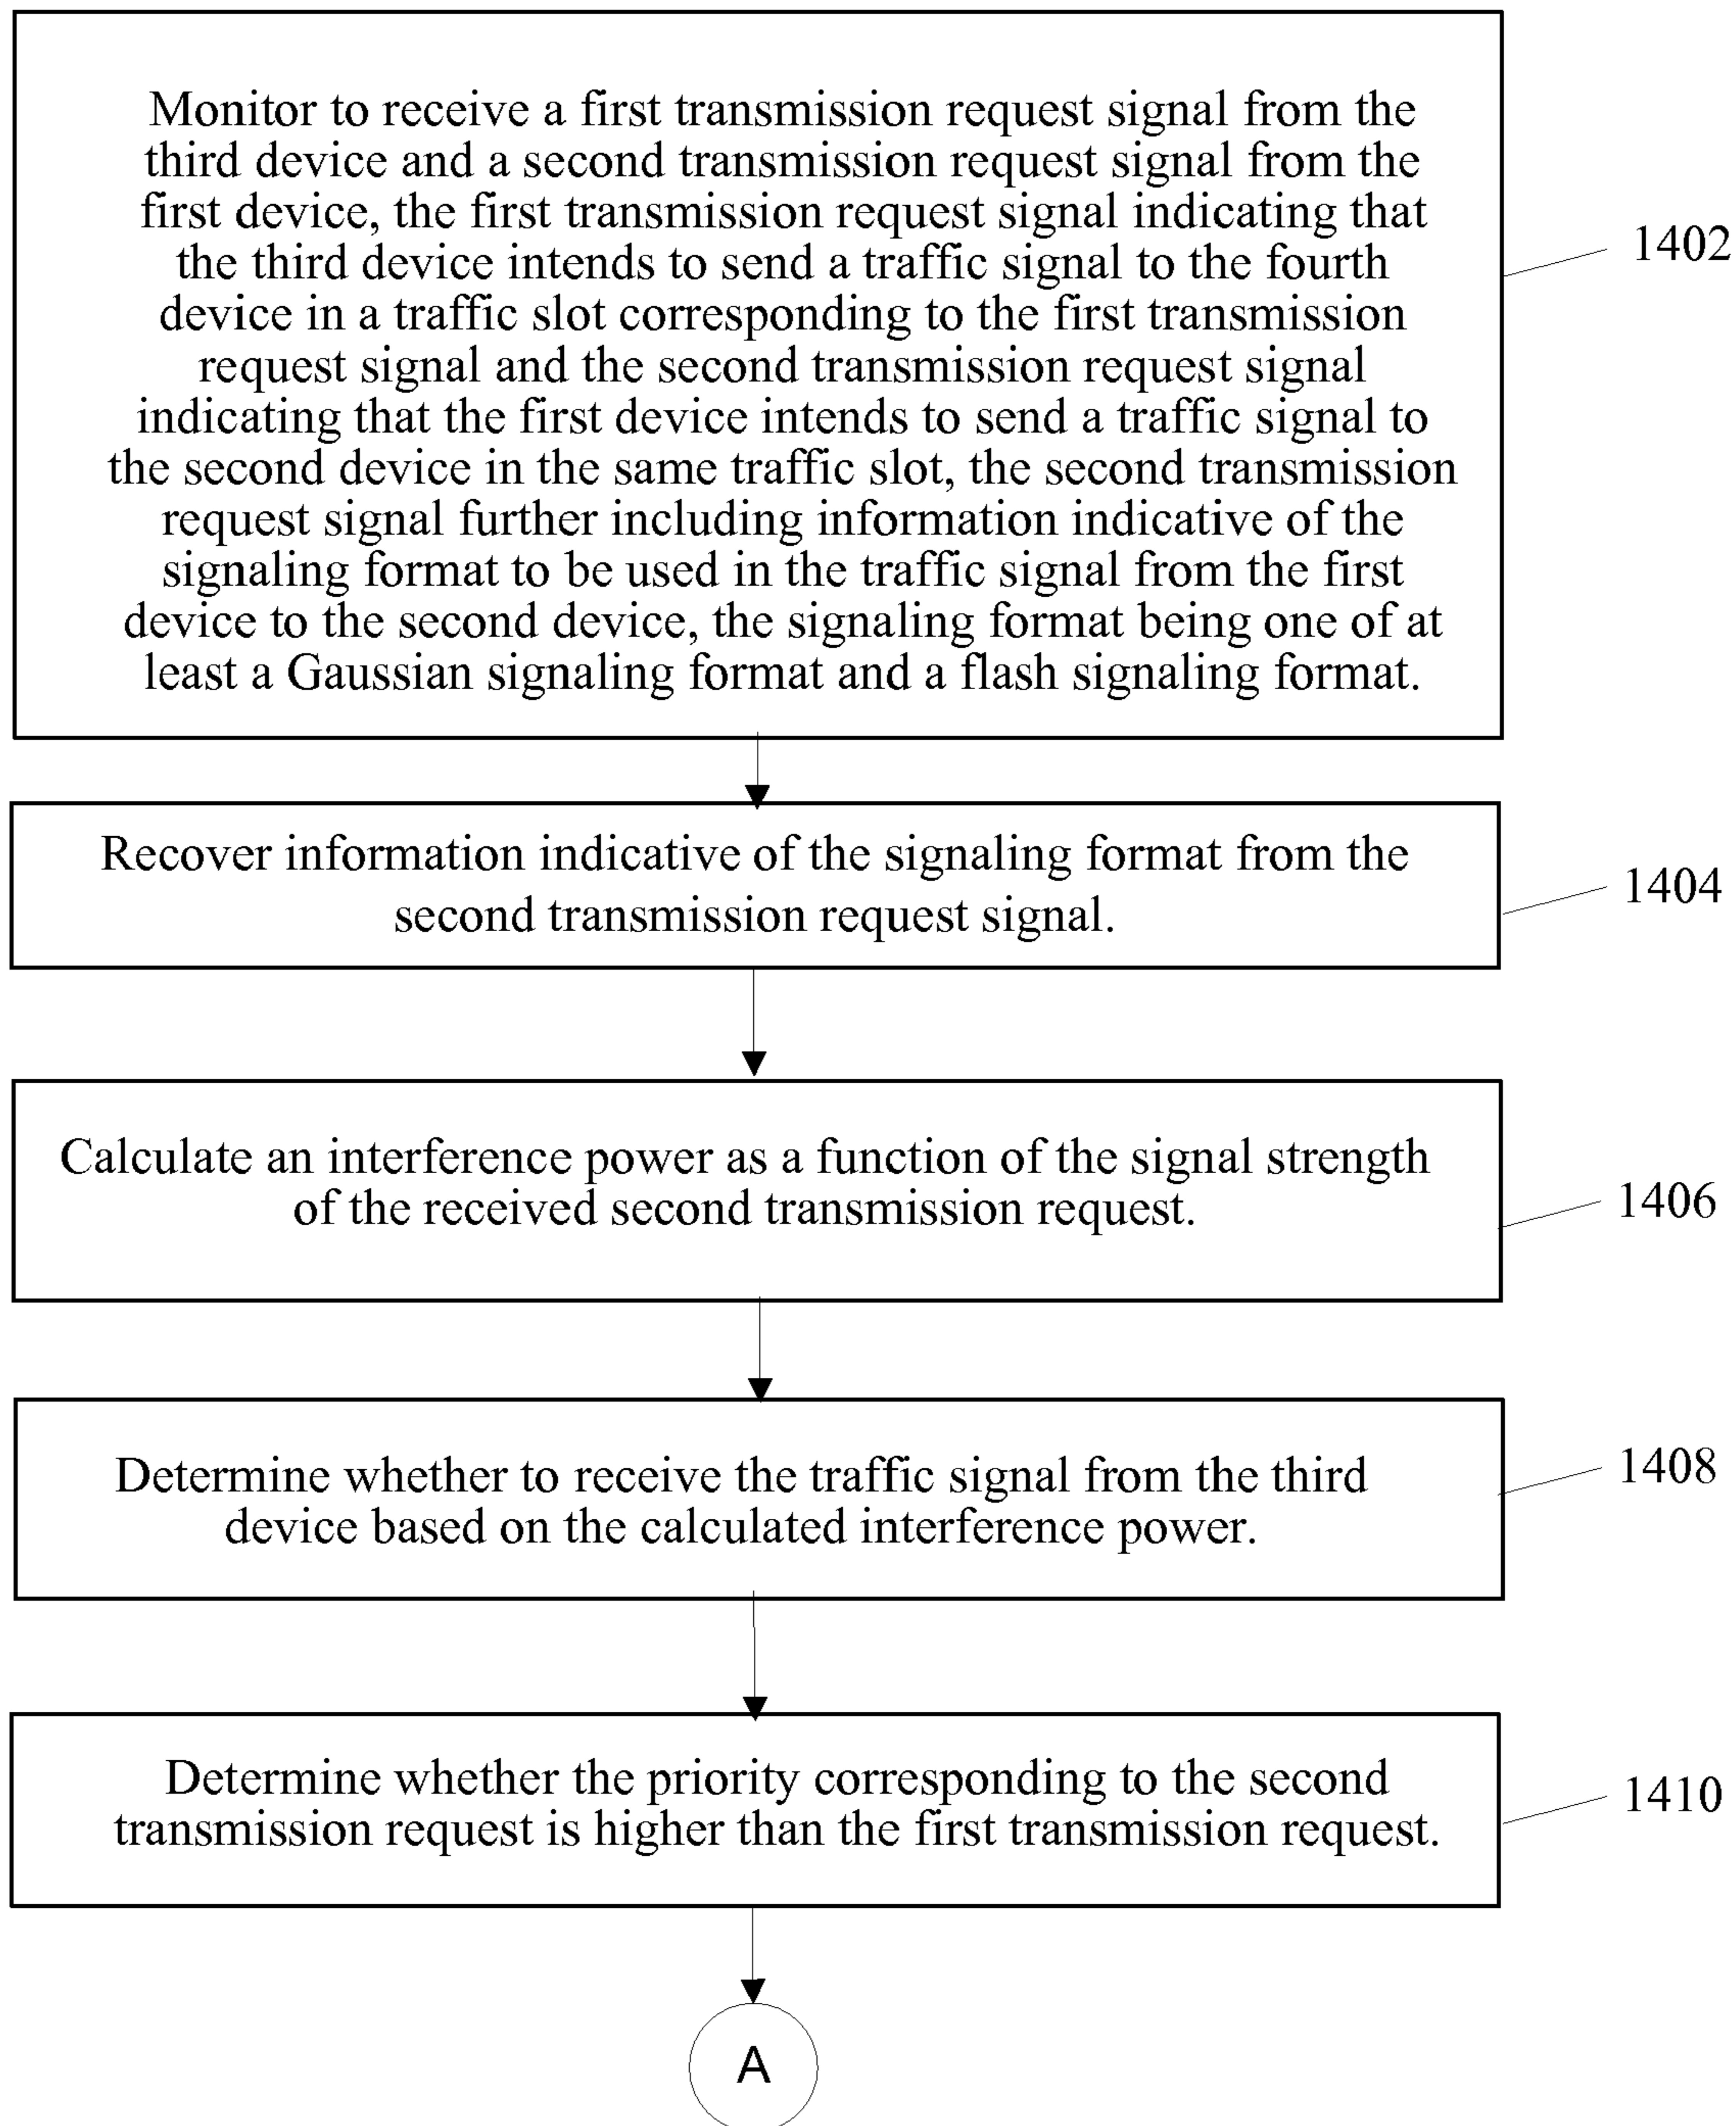 Monitor to receive a first transmission request signal from the
third device and a second transmission request signal from the
first device, the first transmission request signal indicating that
the third device intends to send a traffic signal to the fourth
device in a traffic slot corresponding to the first transmission
request signal and the second transmission request signal
indicating that the first device intends to send a traffic signal to
the second device in the same traffic slot, the second transmission
request signal further including information indicative of the
signaling format to be used in the traffic signal from the first
device to the second device, the signaling format being one of at
least a Gaussian signaling format and a flash signaling format.
1402
Recover information indicative of the signaling format from the
second transmission request signal.
1404
Calculate an interference power as a function of the signal strength
of the received second transmission request.
1406
Determine whether to receive the traffic signal from the third
device based on the calculated interference power.
1408
Determine whether the priority corresponding to the second
transmission request is higher than the first transmission request.
1410
A